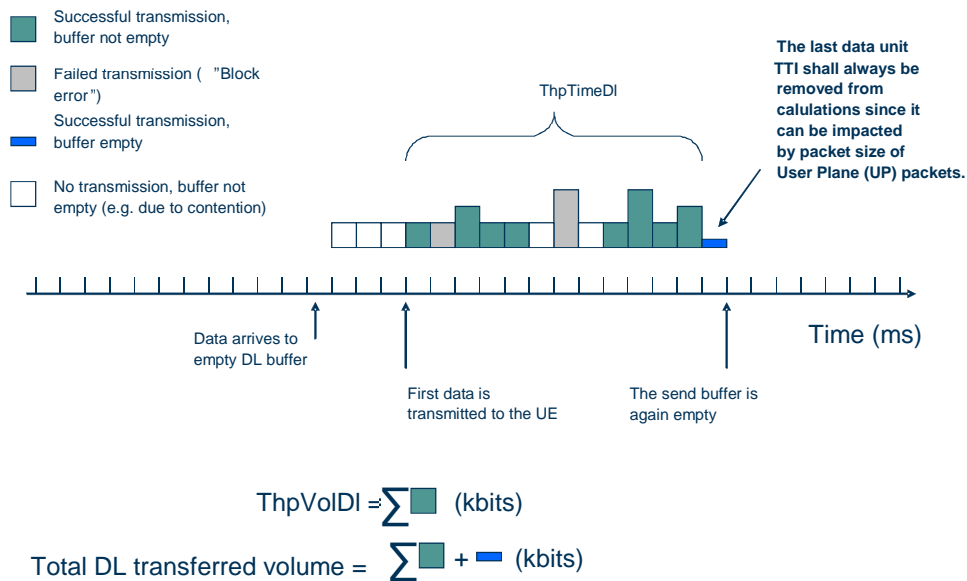 Successful transmission,
buffer not empty
Failed transmission ( "Block
error")
Successful transmission,
buffer empty
No transmission, buffer not
empty (e.g. due to contention)
ThpTimeDl
The last data unit
TTI shall always be
removed from
calulations since it
can be impacted
by packet size of
User Plane (UP) packets.
Time (ms)
Data arrives to
empty DL buffer
First data is
transmitted to the UE
The send buffer is
again empty
ThpVolDl = ∑ (kbits)
Total DL transferred volume = ∑ + (kbits)